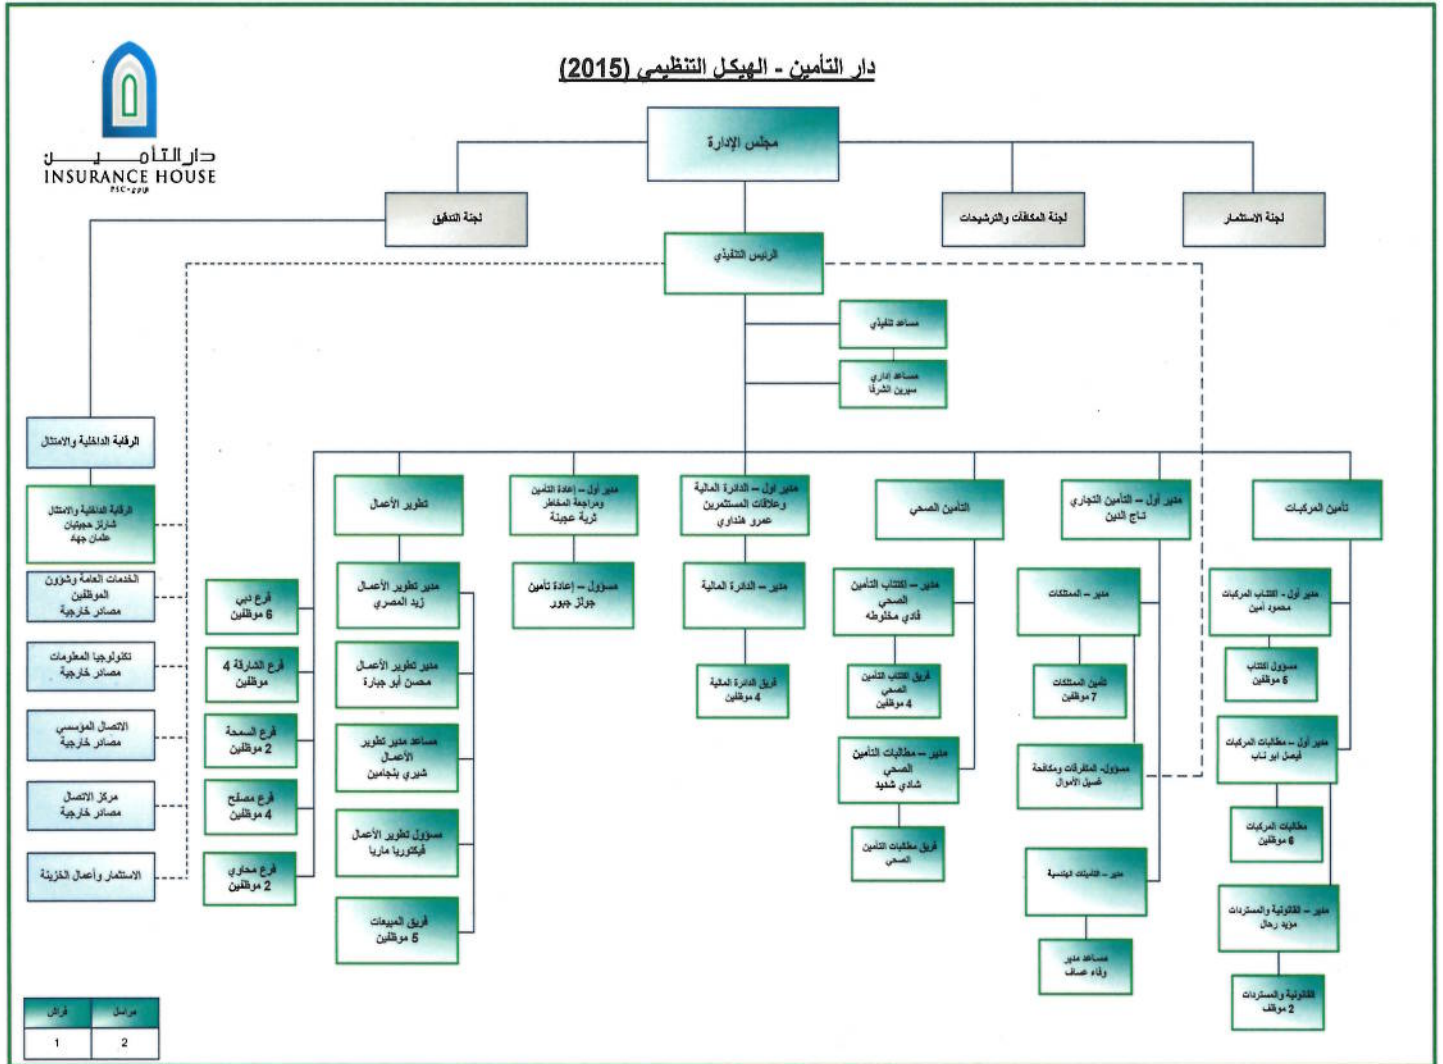 دار التأمين - الهيكل التنظيمي (2015)
دار التأميـــن
INSURANCE HOUSE
PSC-ش.م.ع
مجلس الإدارة
لجنة الاستثمار
لجنة المكافآت والترشيحات
لجنة التدقيق
الرئيس التنفيذي
مساعد تنفيذي
مساعد إداري
سيرين الشرفا
تأمين المركبات
مدير أول - اكتتاب المركبات
محمود أمين
مسؤول اكتتاب
5 موظفين
مدير أول – مطالبات المركبات
فيصل ابو ناب
مطالبات المركبات
6 موظفين
مدير – القانونية والمستردات
مؤيد رحال
القانونية والمستردات
2 موظف
مدير أول – التأمين التجاري
تاج الدين
مدير – الممتلكات
تأمين الممتلكات
7 موظفين
مسؤول- المتفرقات ومكافحة
غسيل الأموال
مدير – التأمينات الهندسية
مساعد مدير
وفاء عساف
التأمين الصحي
مدير – اكتتاب التأمين
الصحي
فادي مخلوطه
فريق اكتتاب التأمين
الصحي
4 موظفين
مدير – مطالبات التأمين
الصحي
شادي شديد
فريق مطالبات التأمين
الصحي
مدير أول – الدائرة المالية
وعلاقات المستثمرين
عمرو هنداوي
مدير – الدائرة المالية
فريق الدائرة المالية
4 موظفين
مدير أول – إعادة التأمين
ومراجعة المخاطر
ثرية عجينة
مسؤول – إعادة تأمين
جولز جبور
تطوير الأعمال
مدير تطوير الأعمال
زيد المصري
مدير تطوير الأعمال
محسن أبو جبارة
مساعد مدير تطوير
الأعمال
شيري بنجامين
مسؤول تطوير الأعمال
فيكتوريا ماريا
فريق المبيعات
5 موظفين
فرع دبي
6 موظفين
فرع الشارقة 4
موظفين
فرع السمحة
2 موظفين
فرع مصفح
4 موظفين
فرع محاوي
2 موظفين
الرقابة الداخلية والامتثال
الرقابة الداخلية والامتثال
شارلز حجيتيان
عثمان جهاد
الخدمات العامة وشؤون
الموظفين
مصادر خارجية
تكنولوجيا المعلومات
مصادر خارجية
الاتصال المؤسسي
مصادر خارجية
مركز الاتصال
مصادر خارجية
الاستثمار وأعمال الخزينة
مراسل
فراش
2
1